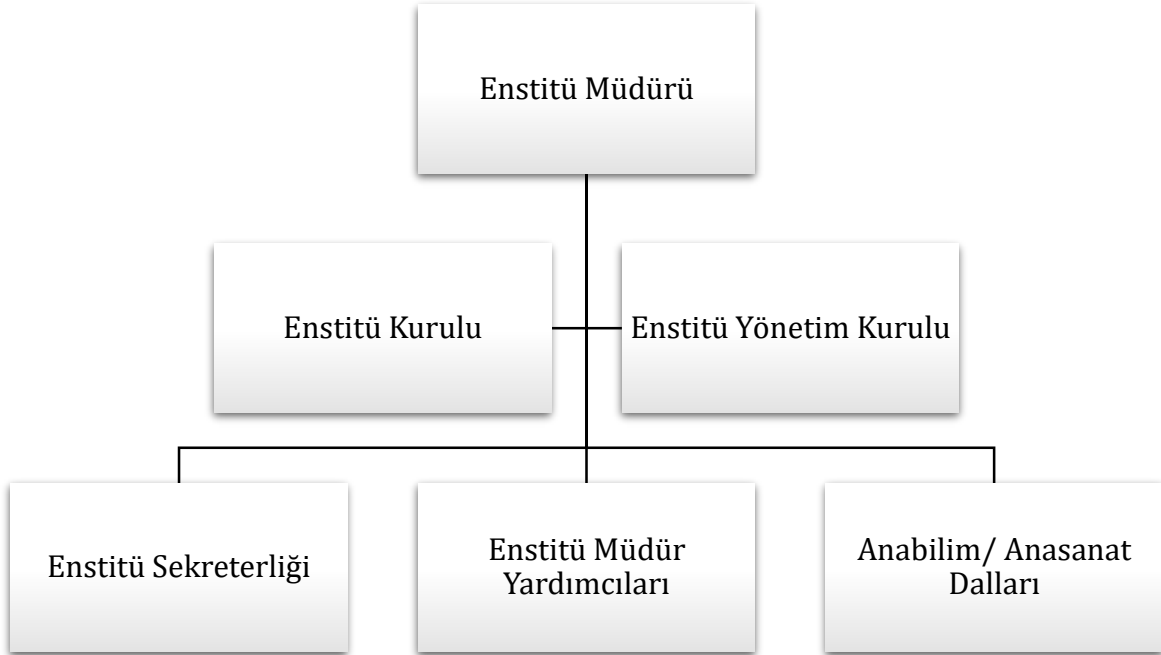 Enstitü Müdürü
Enstitü Kurulu
Enstitü Yönetim Kurulu
Enstitü Sekreterliği
Enstitü Müdür
Yardımcıları
Anabilim/ Anasanat
Dalları